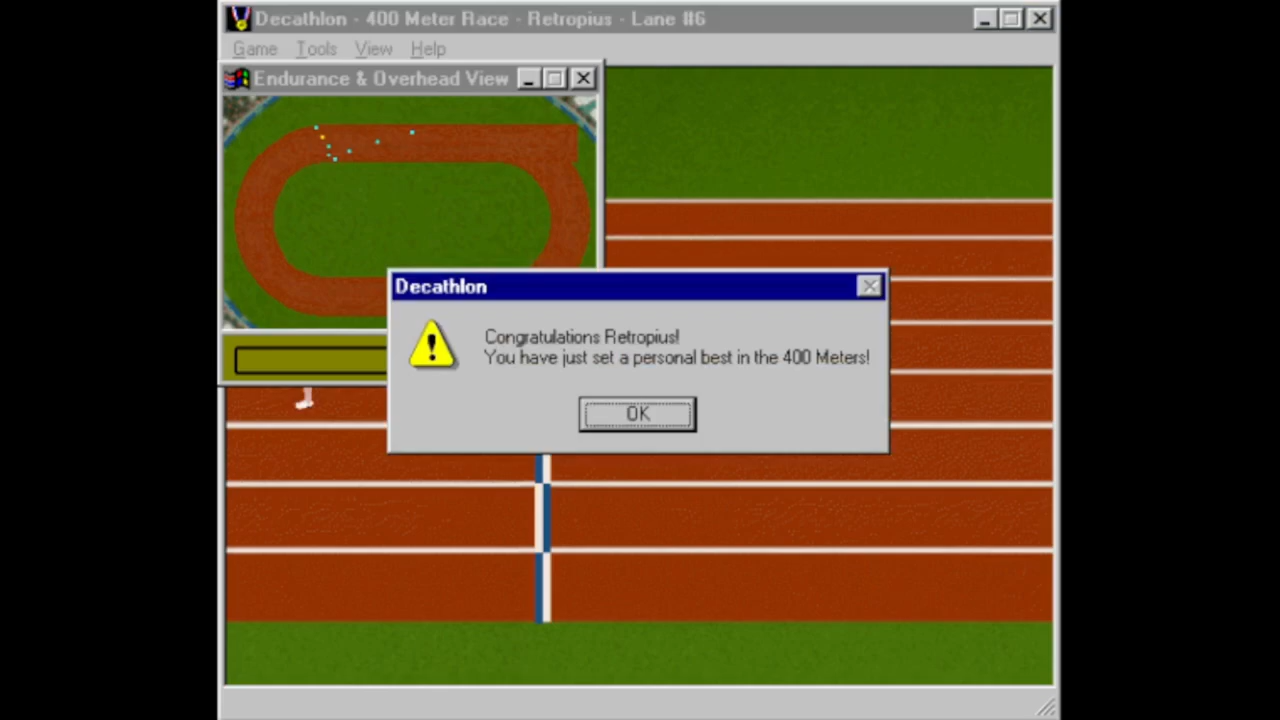 Decathlon - 400 Meter Race - Retropius - Lane #6
Game Tools View Help
Endurance & Overhead View
Decathlon
Congratulations Retropius!
You have just set a personal best in the 400 Meters!
OK